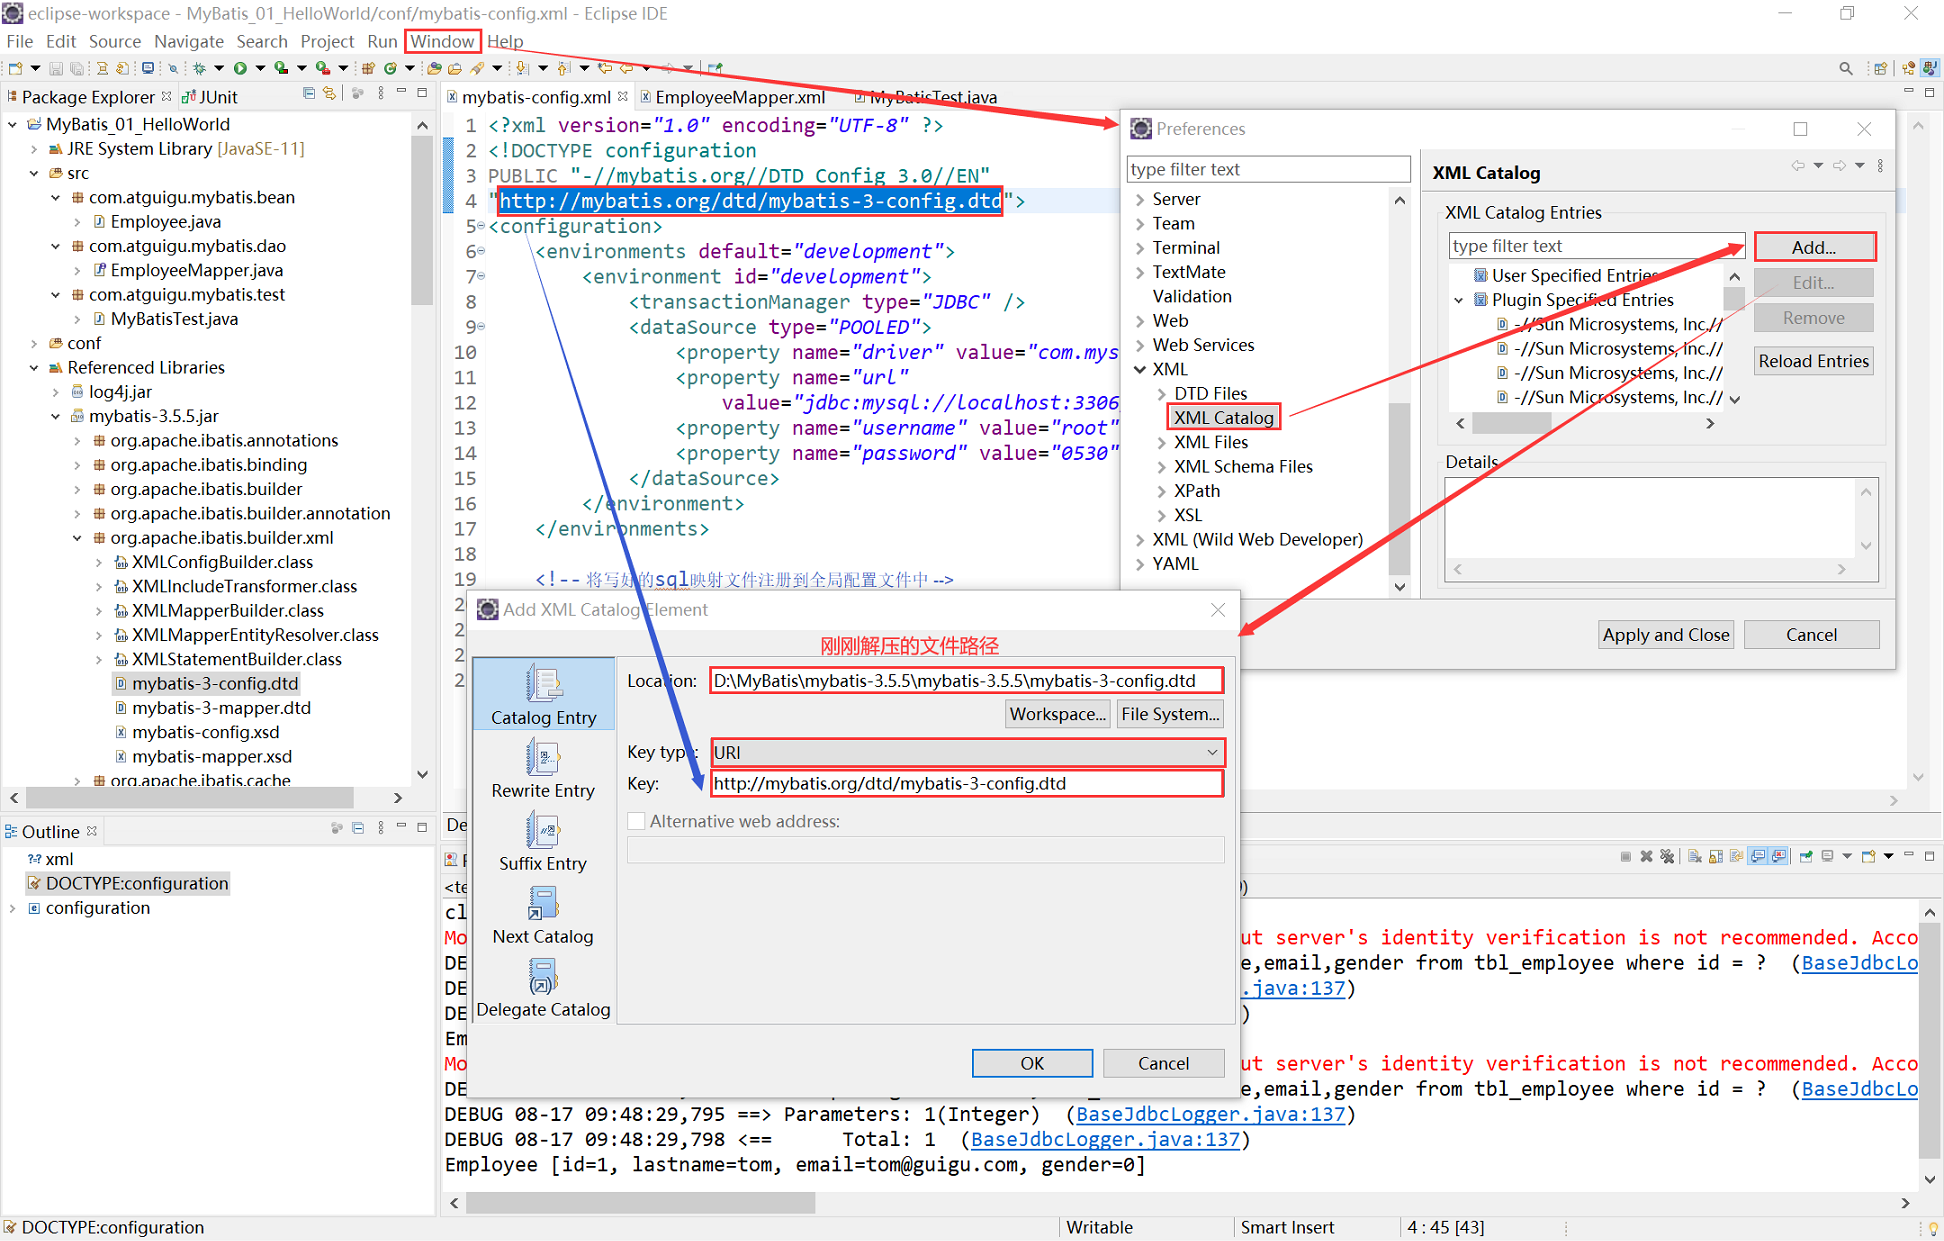 eclipse-workspace - MyBatis_01_HelloWorld/conf/mybatis-config.xml - Eclipse IDE
File Edit Source Navigate Search Project Run Window Help
Package Explorer JUnit
MyBatis_01_HelloWorld
JRE System Library [JavaSE-11]
src
com.atguigu.mybatis.bean
Employee.java
com.atguigu.mybatis.dao
EmployeeMapper.java
com.atguigu.mybatis.test
MyBatisTest.java
conf
Referenced Libraries
log4j.jar
mybatis-3.5.5.jar
org.apache.ibatis.annotations
org.apache.ibatis.binding
org.apache.ibatis.builder
org.apache.ibatis.builder.annotation
org.apache.ibatis.builder.xml
XMLConfigBuilder.class
XMLIncludeTransformer.class
XMLMapperBuilder.class
XMLMapperEntityResolver.class
XMLStatementBuilder.class
mybatis-3-config.dtd
mybatis-3-mapper.dtd
mybatis-config.xsd
mybatis-mapper.xsd
org.apache.ibatis.cache
Outline
?-? xml
DOCTYPE:configuration
configuration
mybatis-config.xml EmployeeMapper.xml MyBatisTest.java
1 <?xml version="1.0" encoding="UTF-8" ?>
2 <!DOCTYPE configuration
3 PUBLIC "-//mybatis.org//DTD Config 3.0//EN"
4 "http://mybatis.org/dtd/mybatis-3-config.dtd">
5 <configuration>
6 <environments default="development">
7 <environment id="development">
8 <transactionManager type="JDBC" />
9 <dataSource type="POOLED">
10 <property name="driver" value="com.mys
11 <property name="url"
12 value="jdbc:mysql://localhost:3306
13 <property name="username" value="root"
14 <property name="password" value="0530"
15 </dataSource>
16 </environment>
17 </environments>
18
19 <!-- 将写好的sql映射文件注册到全局配置文件中 -->
2
2
2
2
De
Preferences
type filter text
Server
Team
Terminal
TextMate
Validation
Web
Web Services
XML
DTD Files
XML Catalog
XML Files
XML Schema Files
XPath
XSL
XML (Wild Web Developer)
YAML
XML Catalog
XML Catalog Entries
type filter text
User Specified Entries
Plugin Specified Entries
-//Sun Microsystems, Inc.//
-//Sun Microsystems, Inc.//
-//Sun Microsystems, Inc.//
-//Sun Microsystems, Inc.//
Add...
Edit...
Remove
Reload Entries
Details
Apply and Close Cancel
Add XML Catalog Element
刚刚解压的文件路径
Catalog Entry
Rewrite Entry
Suffix Entry
Next Catalog
Delegate Catalog
Location: D:\MyBatis\mybatis-3.5.5\mybatis-3.5.5\mybatis-3-config.dtd
Workspace... File System...
Key type: URI
Key: http://mybatis.org/dtd/mybatis-3-config.dtd
Alternative web address:
OK Cancel
<te
cl
Mo ut server's identity verification is not recommended. Acco
DE e,email,gender from tbl_employee where id = ? (BaseJdbcLo
DE .java:137)
DE )
Em
Mo ut server's identity verification is not recommended. Acco
DE e,email,gender from tbl_employee where id = ? (BaseJdbcLo
DEBUG 08-17 09:48:29,795 ==> Parameters: 1(Integer) (BaseJdbcLogger.java:137)
DEBUG 08-17 09:48:29,798 <== Total: 1 (BaseJdbcLogger.java:137)
Employee [id=1, lastname=tom, email=tom@guigu.com, gender=0]
DOCTYPE:configuration Writable Smart Insert 4 : 45 [43]